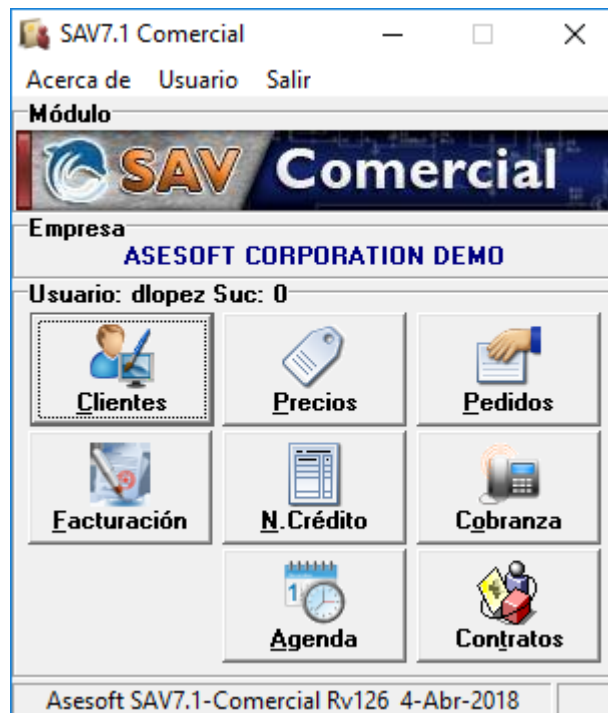 SAV7.1 Comercial
Acerca de Usuario Salir
Módulo
SAV Comercial
Empresa
ASESOFT CORPORATION DEMO
Usuario: dlopez Suc: 0
Clientes Precios Pedidos
Facturación N.Crédito Cobranza
1
Agenda Contratos
Asesoft SAV7.1-Comercial Rv126 4-Abr-2018